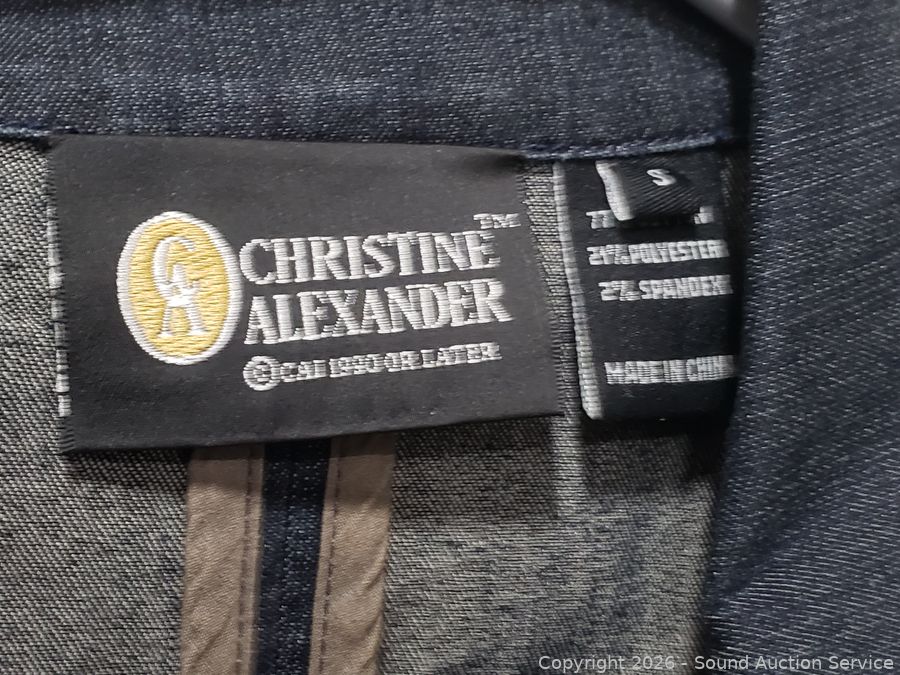 CA
CHRISTINE™
ALEXANDER
© CAI 1990 OR LATER
S
21% POLYESTER
2% SPANDEX
MADE IN CHINA
Copyright 2026 - Sound Auction Service